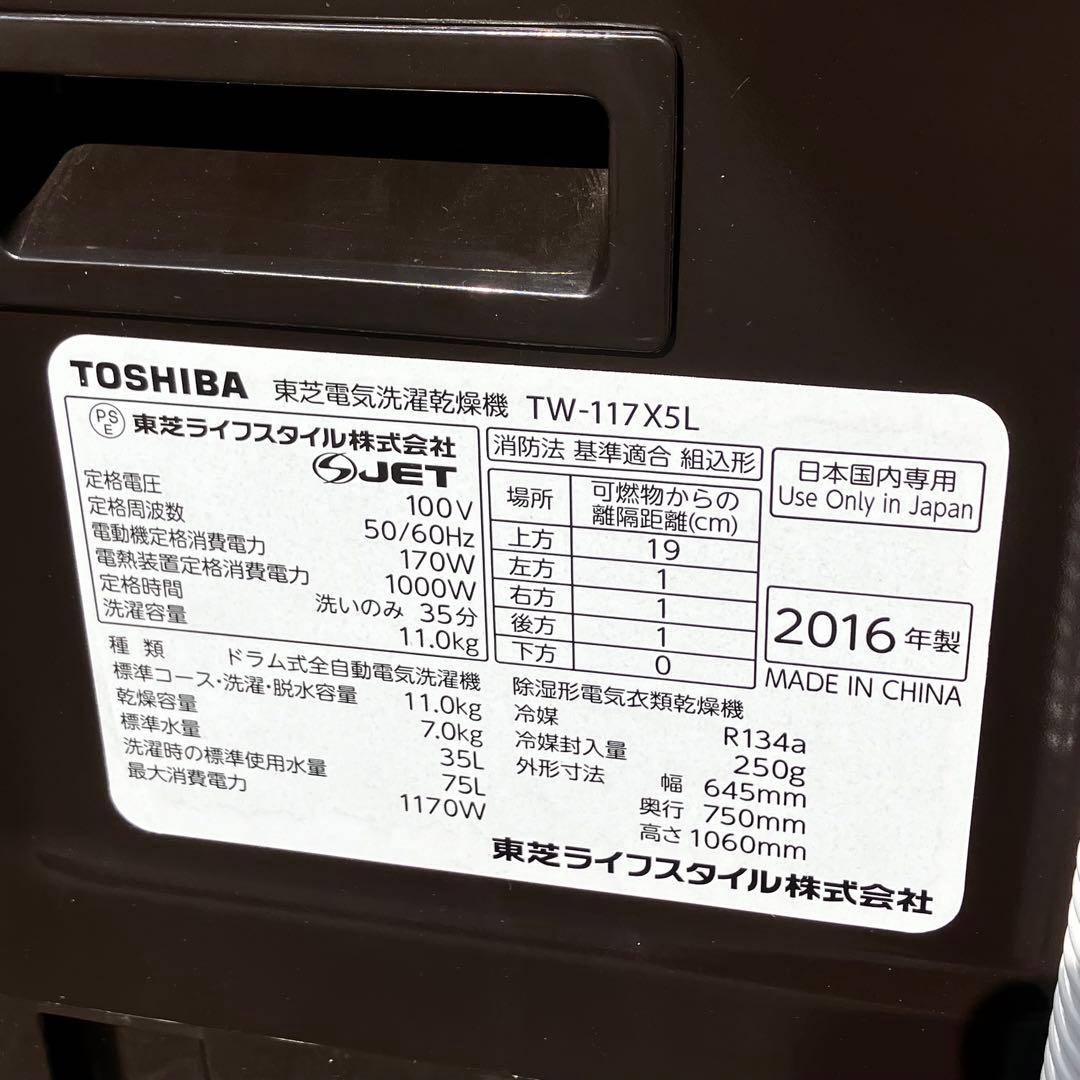 TOSHIBA 東芝電気洗濯乾燥機 TW-117X5L
PSE 東芝ライフスタイル株式会社
JET
定格電圧 100V
定格周波数 50/60Hz
電動機定格消費電力 170W
電熱装置定格消費電力 1000W
定格時間 洗いのみ 35分
洗濯容量 11.0kg
種類 ドラム式全自動電気洗濯機
標準コース・洗濯・脱水容量 11.0kg
乾燥容量 7.0kg
標準水量 35L
洗濯時の標準使用水量 75L
最大消費電力 1170W
消防法 基準適合 組込形
場所 可燃物からの
離隔距離(cm)
上方 19
左方 1
右方 1
後方 1
下方 0
除湿形電気衣類乾燥機
冷媒 R134a
冷媒封入量 250g
外形寸法 幅 645mm
奥行 750mm
高さ 1060mm
日本国内専用
Use Only in Japan
2016年製
MADE IN CHINA
東芝ライフスタイル株式会社